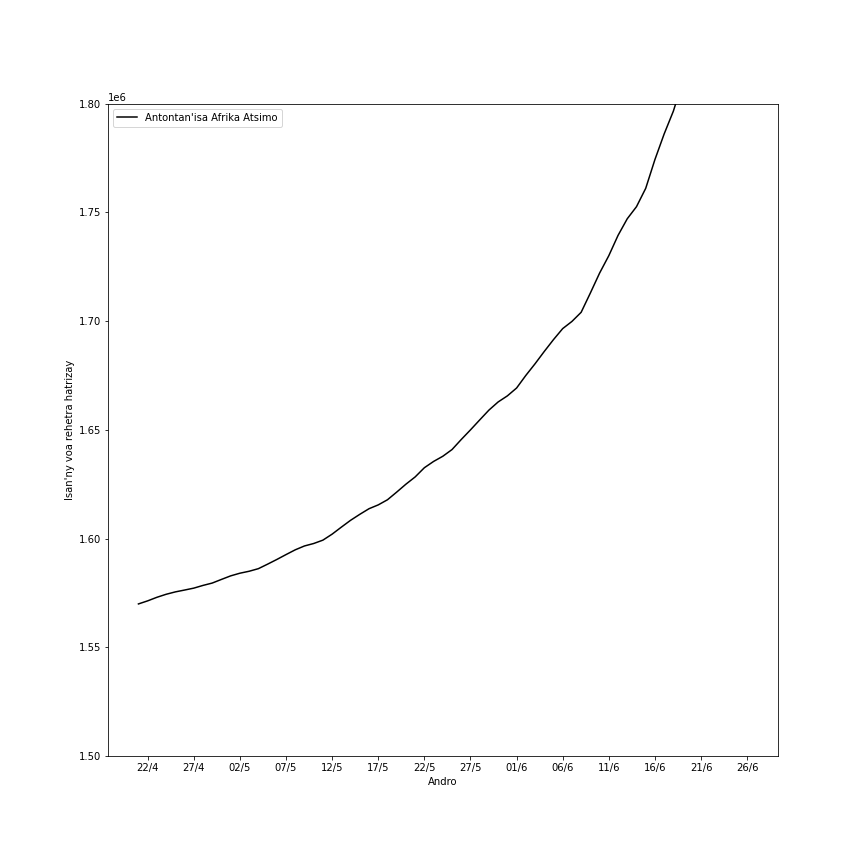 1e6
Antontan'isa Afrika Atsimo
1.80
1.75
1.70
1.65
1.60
1.55
1.50
Isan'ny voa rehetra hatrizay
22/4 27/4 02/5 07/5 12/5 17/5 22/5 27/5 01/6 06/6 11/6 16/6 21/6 26/6
Andro